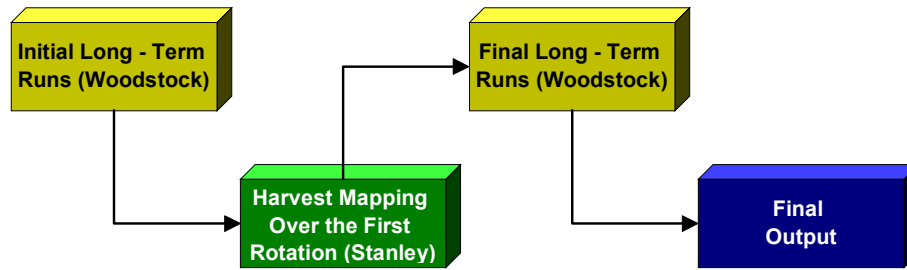 Initial Long - Term
Runs (Woodstock)
Harvest Mapping
Over the First
Rotation (Stanley)
Final Long - Term
Runs (Woodstock)
Final
Output